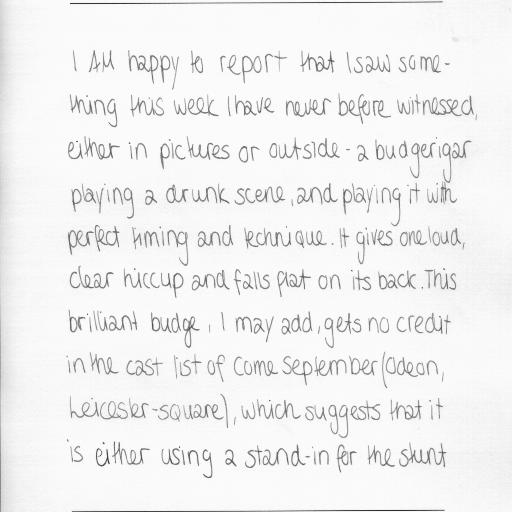 I AM happy to report that I saw some-
thing this week I have never before witnessed,
either in pictures or outside - a budgerigar
playing a drunk scene, and playing it with
perfect timing and technique. It gives one loud,
clear hiccup and falls flat on its back. This
brilliant budge, I may add, gets no credit
in the cast list of Come September (Odeon,
Leicester-square), which suggests that it
is either using a stand-in for the stunt